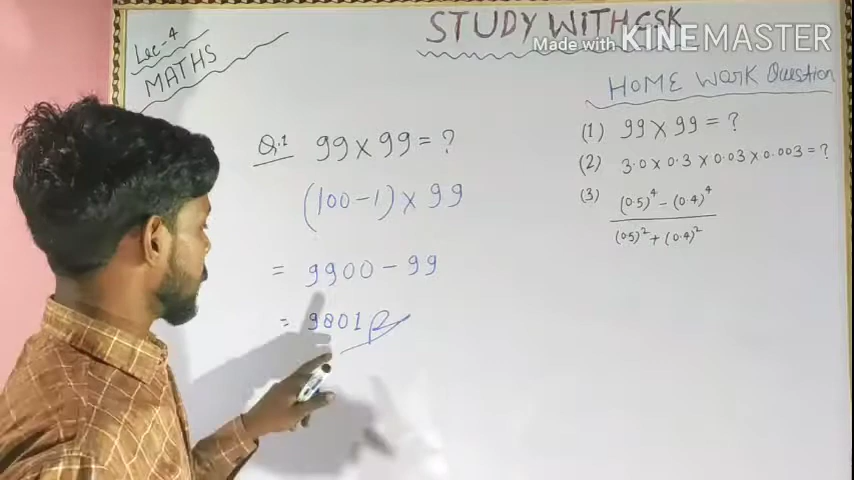 STUDY WITH GSK
Made with KINEMASTER
Lec-4
MATHS
Q.1 99 x 99 = ?
(100 - 1) x 99
= 9900 - 99
= 9801
HOME WORK Question
(1) 99 x 99 = ?
(2) 3.0 x 0.3 x 0.03 x 0.003 = ?
(3) (0.5)⁴ - (0.4)⁴
(0.5)² + (0.4)²